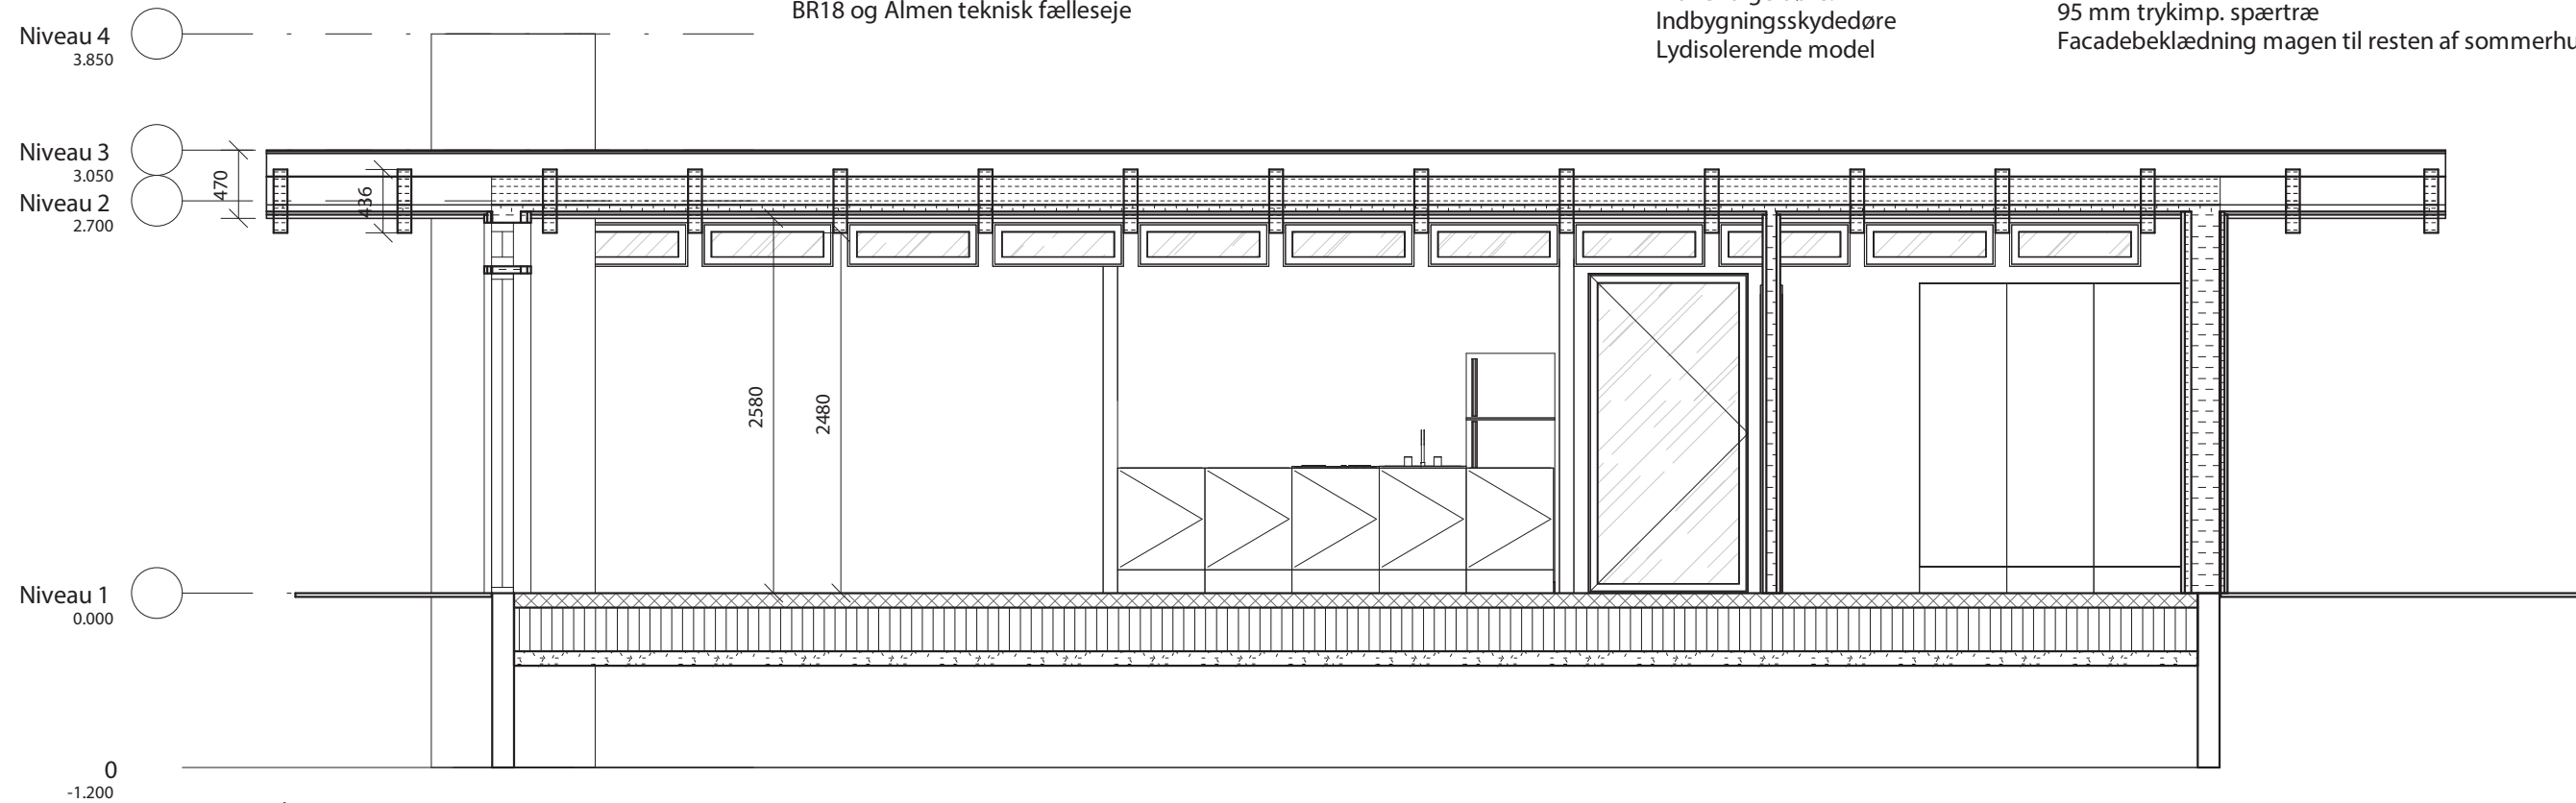 BR18 og Almen teknisk fælleseje
Indbygningsskydedøre
Lydisolerende model
95 mm trykimp. spærtræ
Facadebeklædning magen til resten af sommerhu
Niveau 4
3.850
Niveau 3
3.050
Niveau 2
2.700
470
436
2580
2480
Niveau 1
0.000
0
-1.200